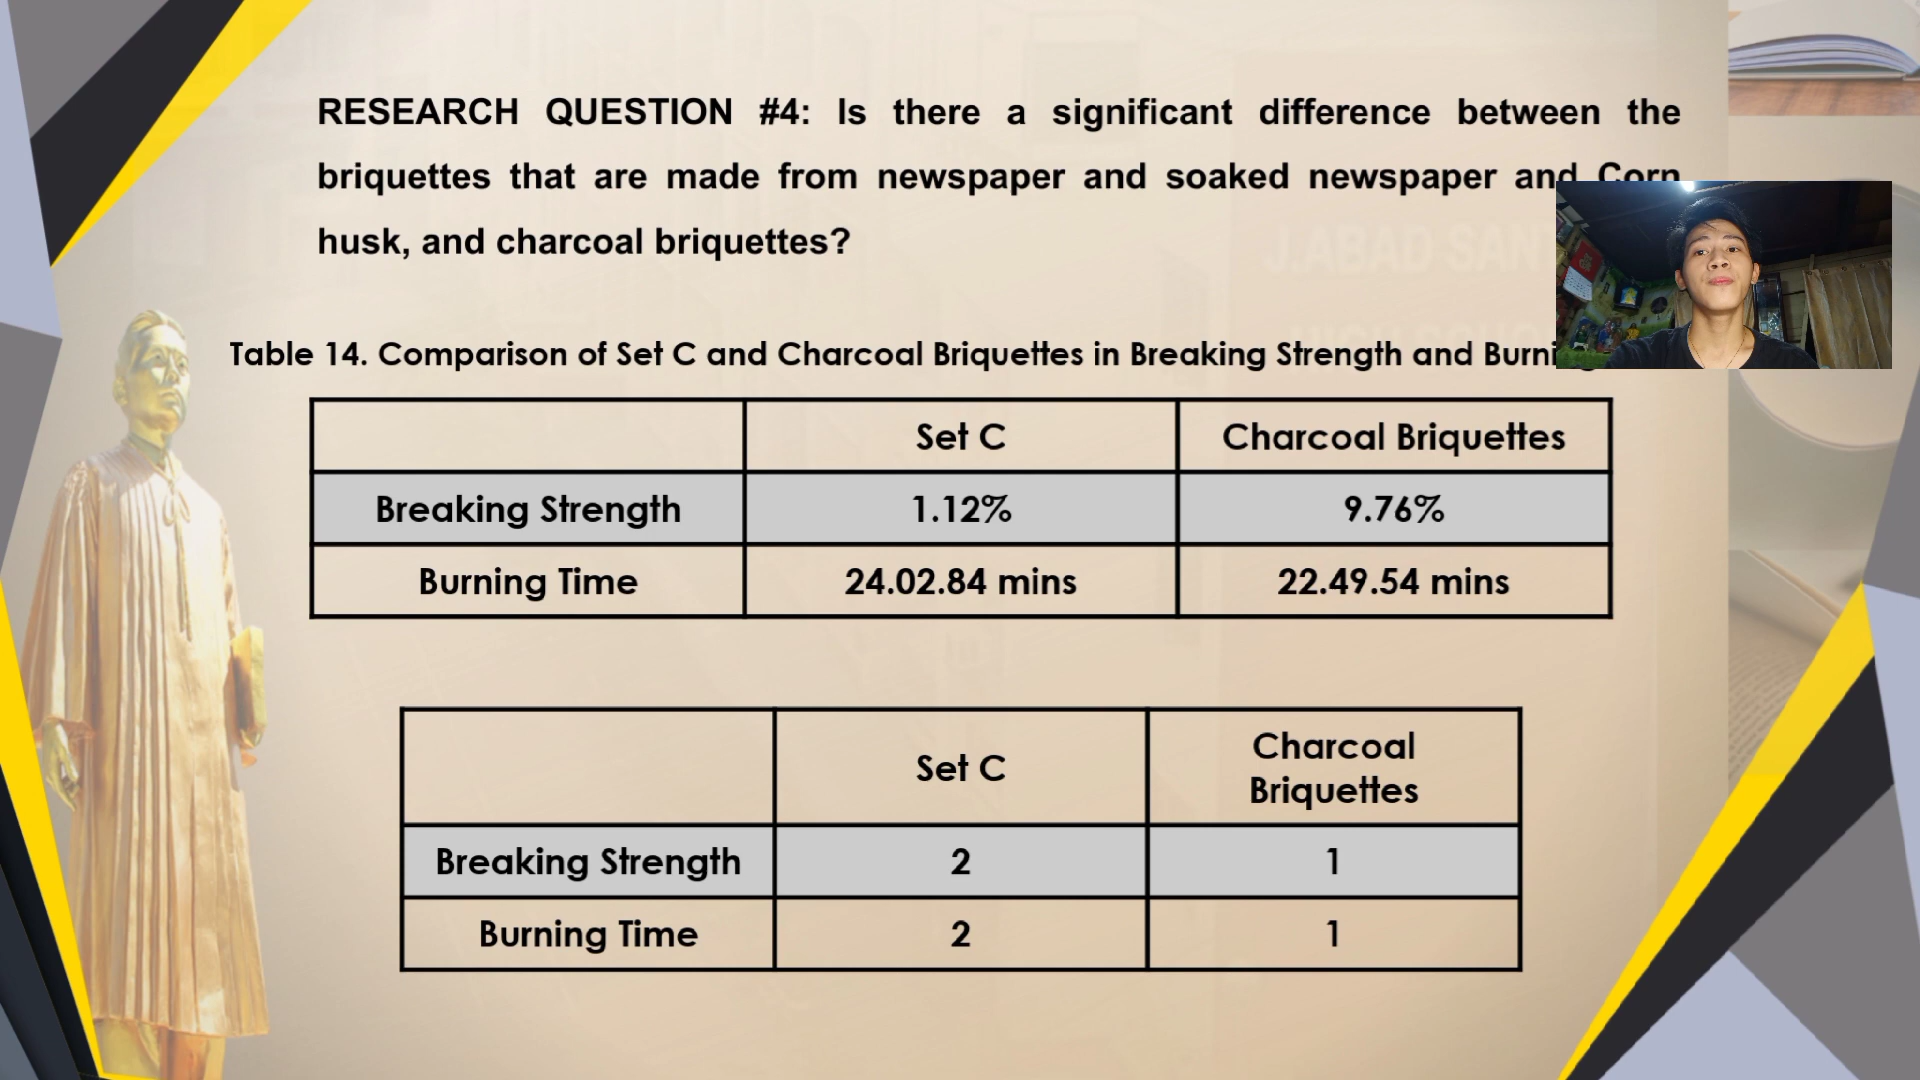 RESEARCH QUESTION #4: Is there a significant difference between the
briquettes that are made from newspaper and soaked newspaper and Corn
husk, and charcoal briquettes?
J.ABAD SAN
Table 14. Comparison of Set C and Charcoal Briquettes in Breaking Strength and
Set C Charcoal Briquettes
Breaking Strength 1.12% 9.76%
Burning Time 24.02.84 mins 22.49.54 mins
Set C Charcoal
Briquettes
Breaking Strength 2 1
Burning Time 2 1